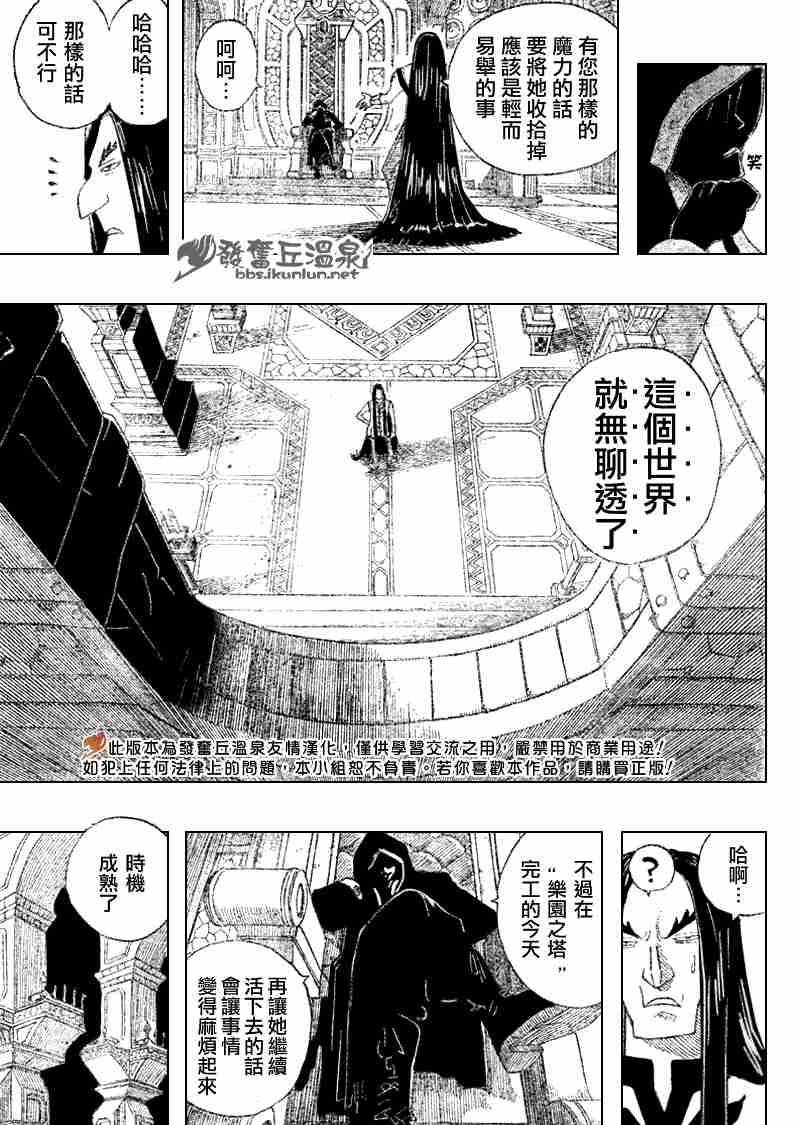 笑
有您那樣的
魔力的話
要將她收拾掉
應該是輕而
易舉的事
呵呵…
哈哈哈……
那樣的話
可不行
發奮丘溫泉
bbs.ikunlun.net
這個世界
就無聊透了
此版本為發奮丘溫泉友情漢化，僅供學習交流之用，嚴禁用於商業用途！
如犯上任何法律上的問題，本小組恕不負責。若你喜歡本作品，請購買正版！
哈啊…
？
不過在
“樂園之塔”
完工的今天
再讓她繼續
活下去的話
會讓事情
變得麻煩起來
時機
成熟了